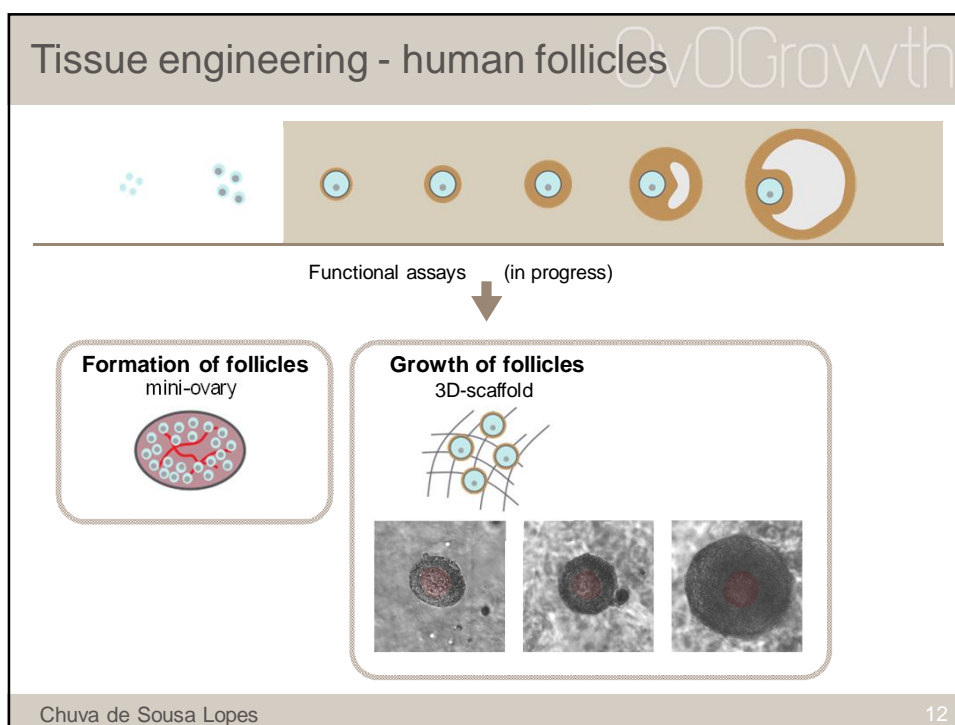 Tissue engineering - human follicles
OvOGrowth
Functional assays (in progress)
Formation of follicles
mini-ovary
Growth of follicles
3D-scaffold
Chuva de Sousa Lopes
12